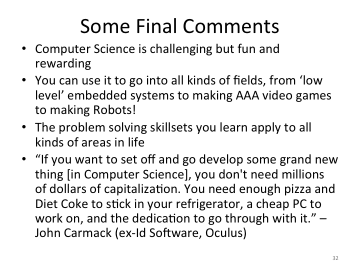 Some Final Comments
• Computer Science is challenging but fun and
rewarding
• You can use it to go into all kinds of fields, from ‘low
level’ embedded systems to making AAA video games
to making Robots!
• The problem solving skillsets you learn apply to all
kinds of areas in life
• “If you want to set off and go develop some grand new
thing [in Computer Science], you don't need millions
of dollars of capitalization. You need enough pizza and
Diet Coke to stick in your refrigerator, a cheap PC to
work on, and the dedication to go through with it.” –
John Carmack (ex-Id Software, Oculus)
32